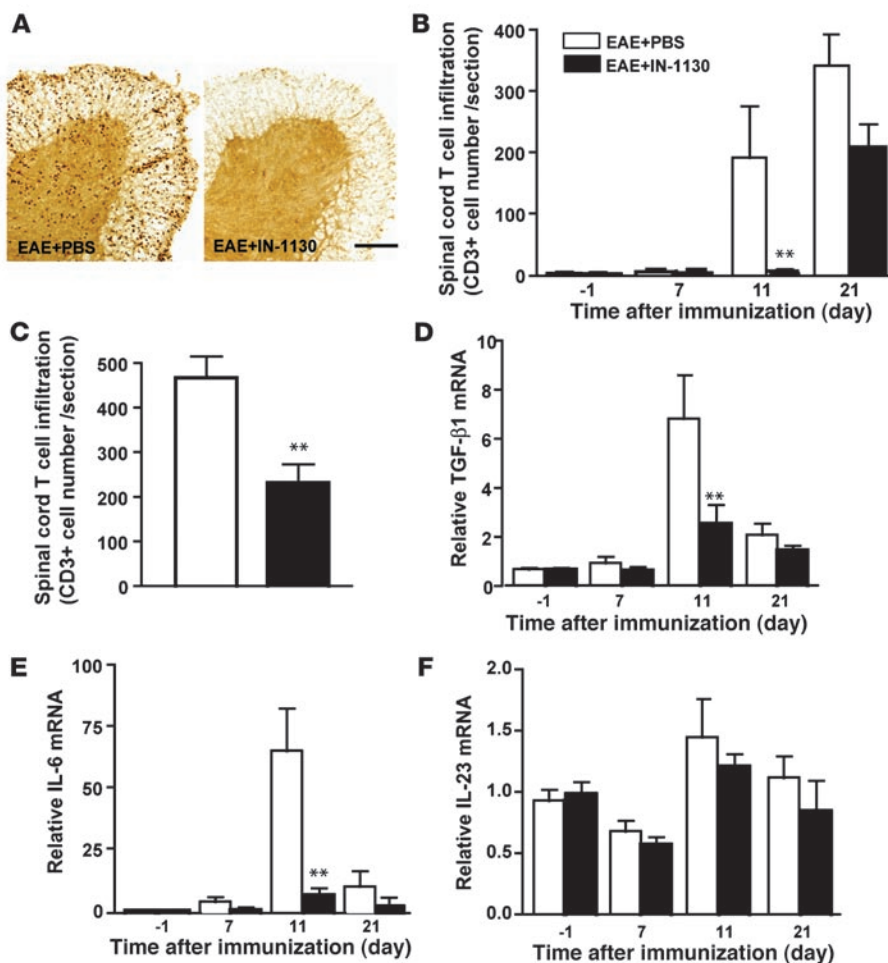 A
EAE+PBS
EAE+IN-1130
B
EAE+PBS
EAE+IN-1130
Spinal cord T cell infiltration
(CD3+ cell number /section)
400
300
200
100
0
**
-1 7 11 21
Time after immunization (day)
C
Spinal cord T cell infiltration
(CD3+ cell number /section)
500
400
300
200
100
0
**
D
Relative TGF-β1 mRNA
10
8
6
4
2
0
**
-1 7 11 21
Time after immunization (day)
E
Relative IL-6 mRNA
100
75
50
25
0
**
-1 7 11 21
Time after immunization (day)
F
Relative IL-23 mRNA
2.0
1.5
1.0
0.5
0.0
-1 7 11 21
Time after immunization (day)